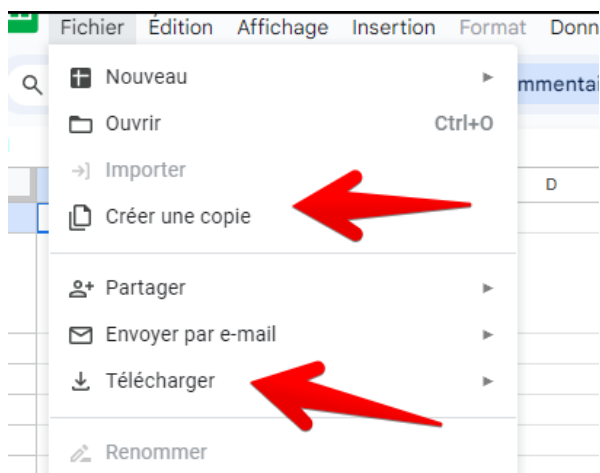 Fichier Édition Affichage Insertion Format Donn
Nouveau
mmentai
Ouvrir Ctrl+O
Importer
D
Créer une copie
Partager
Envoyer par e-mail
Télécharger
Renommer